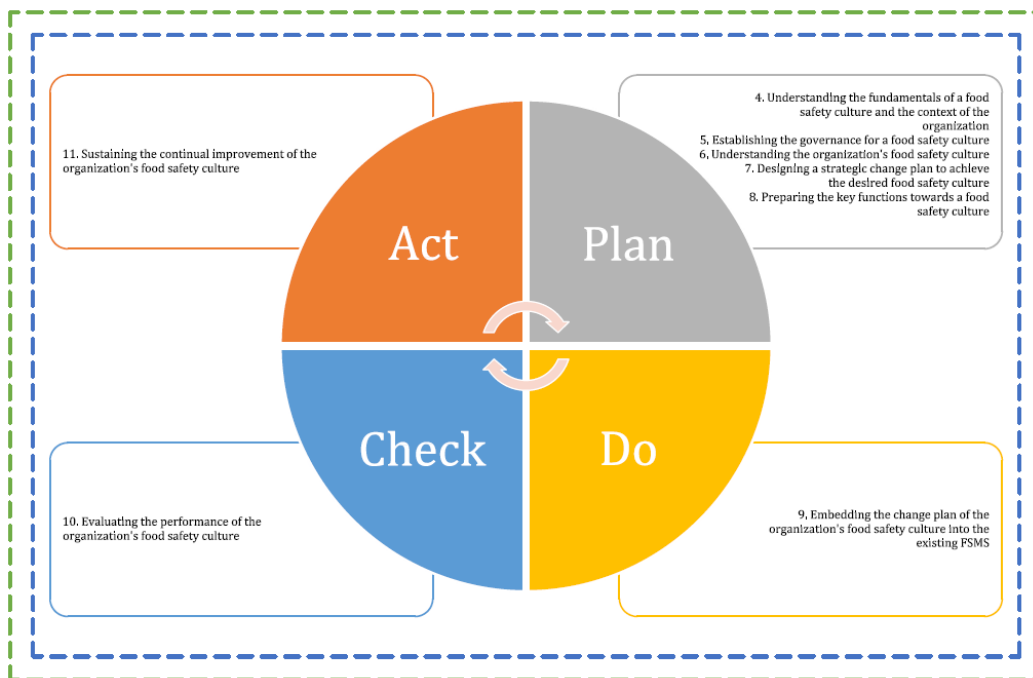 11. Sustaining the continual improvement of the
organization's food safety culture
4. Understanding the fundamentals of a food
safety culture and the context of the
organization
5, Establishing the governance for a food safety culture
6, Understanding the organization's food safety culture
7. Designing a strategic change plan to achieve
the desired food safety culture
8. Preparing the key functions towards a food
safety culture
Act
Plan
Check
Do
10. Evaluating the performance of the
organization's food safety culture
9, Embedding the change plan of the
organization's food safety culture into the
existing FSMS